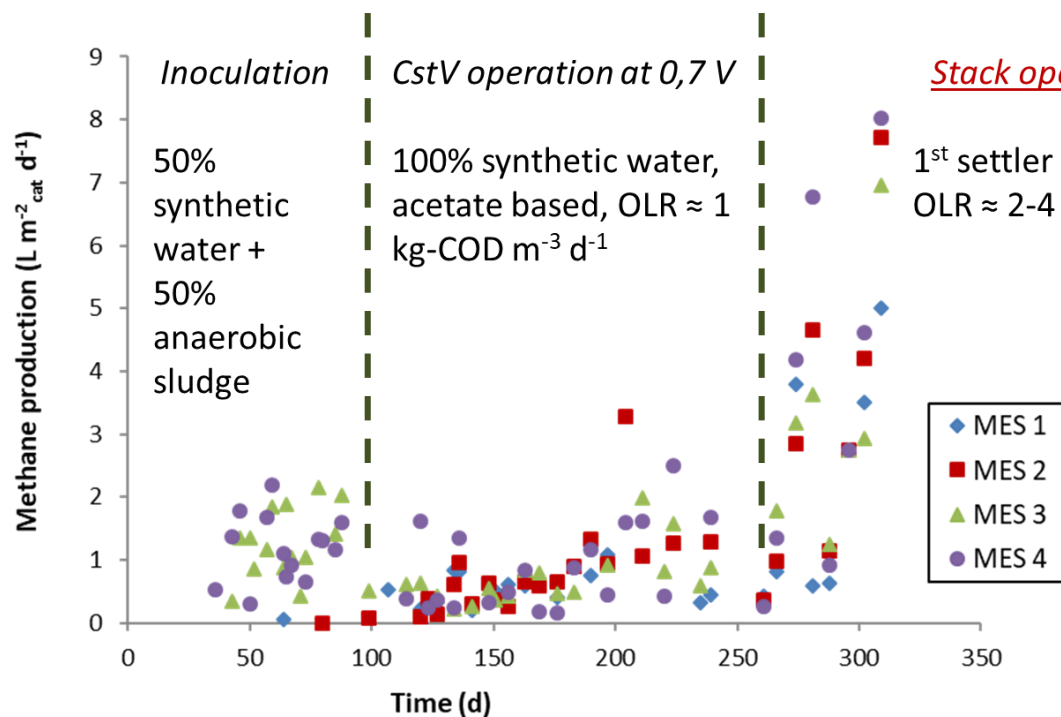 Inoculation
CstV operation at 0,7 V
Stack ope
50%
synthetic
water +
50%
anaerobic
sludge
100% synthetic water,
acetate based, OLR ≈ 1
kg-COD m⁻³ d⁻¹
1ˢᵗ settler
OLR ≈ 2-4
Methane production (L m⁻²cat d⁻¹)
9
8
7
6
5
4
3
2
1
0
0 50 100 150 200 250 300 350
Time (d)
MES 1
MES 2
MES 3
MES 4